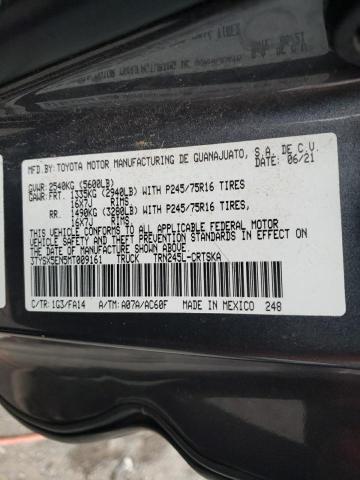 MFD.BY:TOYOTA MOTOR MANUFACTURING DE GUANAJUATO, S.A. DE C.V.
DATE: 06/21
GVWR:2540KG (5600LB)
GAWR:FRT. 1335KG (2940LB) WITH P245/75R16 TIRES
16X7J RIMS
RR. 1490KG (3280LB) WITH P245/75R16 TIRES
16X7J RIMS
THIS VEHICLE CONFORMS TO ALL APPLICABLE FEDERAL MOTOR
VEHICLE SAFETY STANDARDS IN EFFECT ON THE DATE
OF MANUFACTURE SHOWN ABOVE.
3TYSX5EN5MT009161 TRUCK TRN245L-CRTSKA
C/TR: 1G3/FA14 A/TM: A07A/AC60F MADE IN MEXICO 248